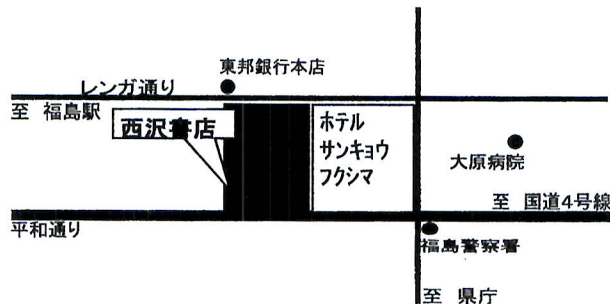 東邦銀行本店
レンガ通り
至 福島駅
西沢書店
ホテル
サンキョウ
フクシマ
大原病院
至 国道4号線
平和通り
福島警察署
至 県庁